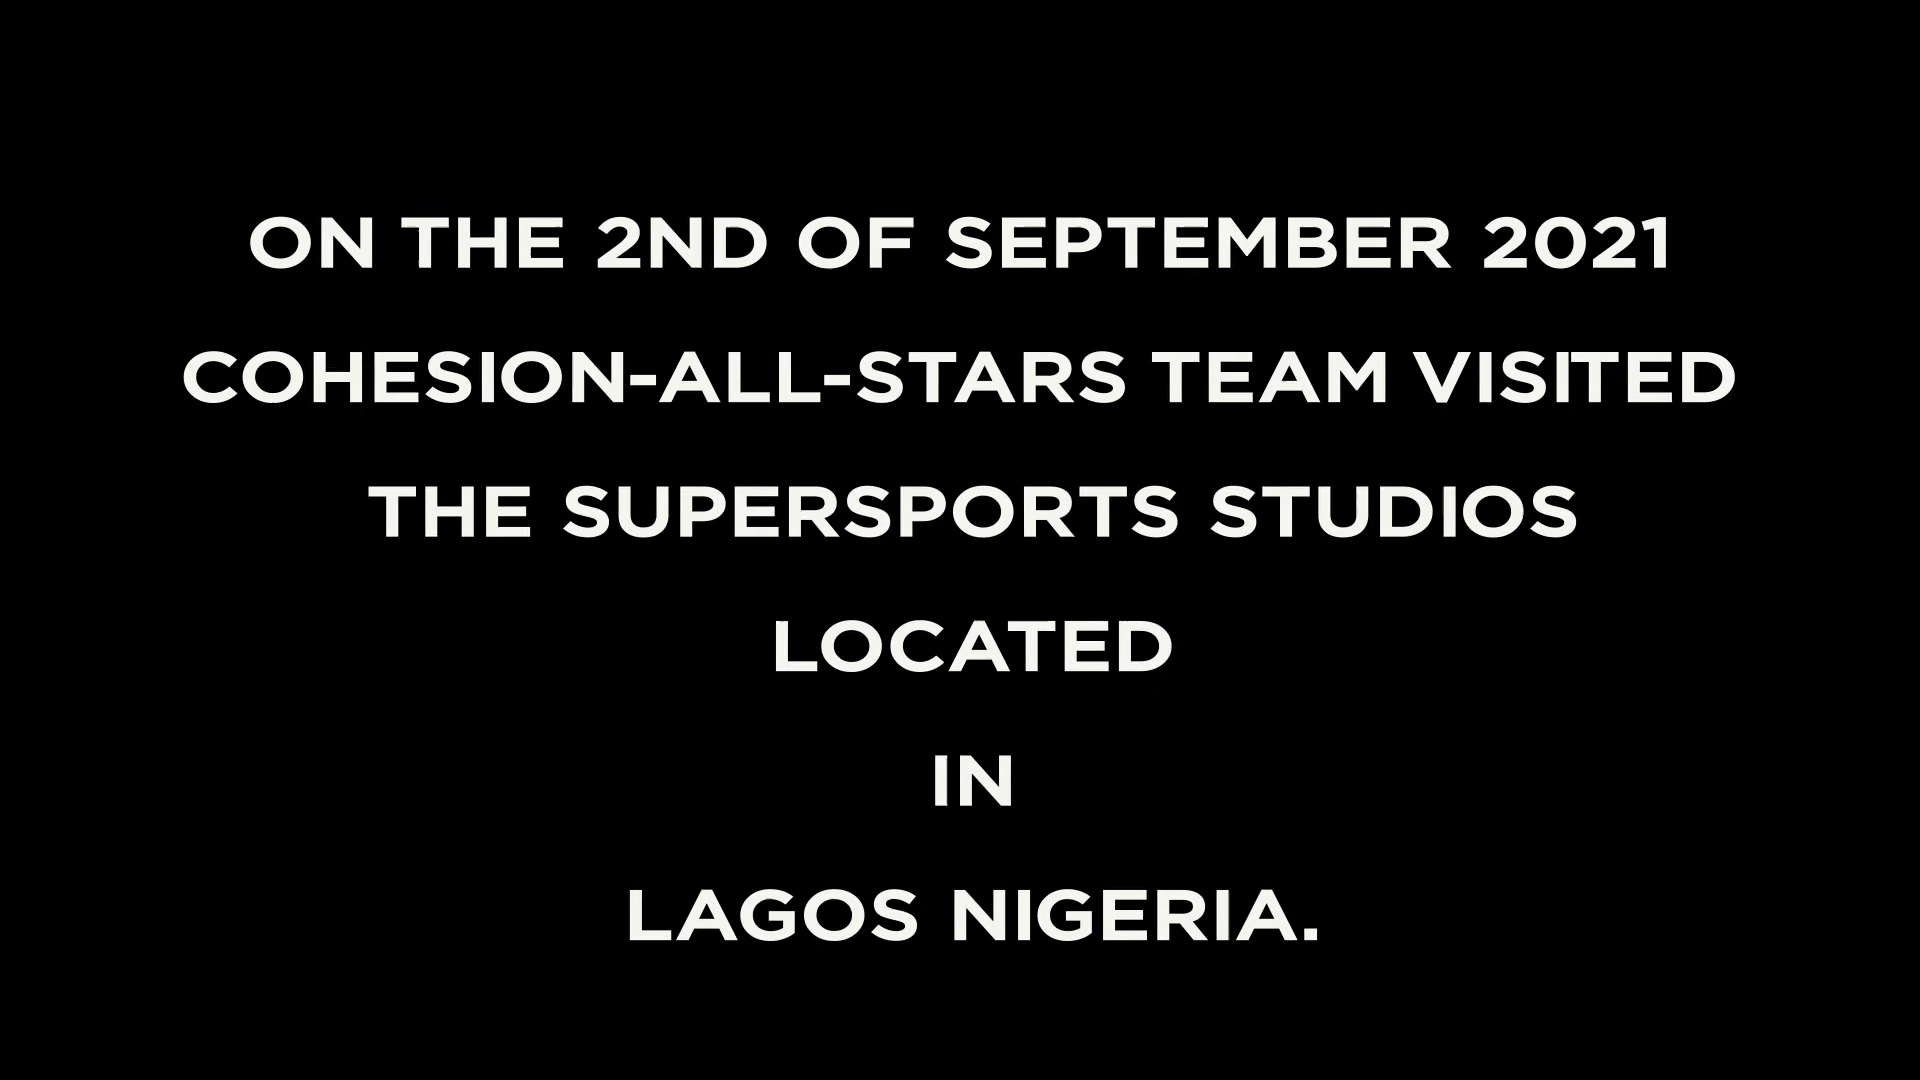 ON THE 2ND OF SEPTEMBER 2021
COHESION-ALL-STARS TEAM VISITED
THE SUPERSPORTS STUDIOS
LOCATED
IN
LAGOS NIGERIA.